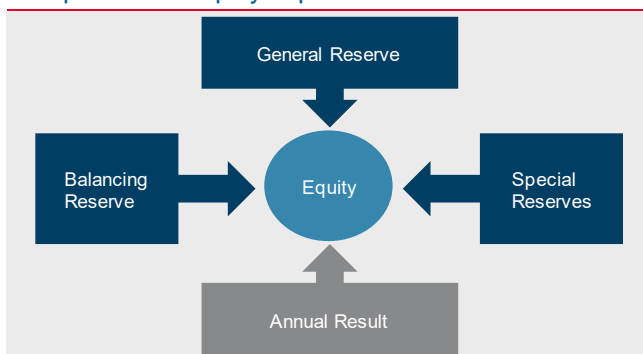 General Reserve
Balancing
Reserve
Equity
Special
Reserves
Annual Result